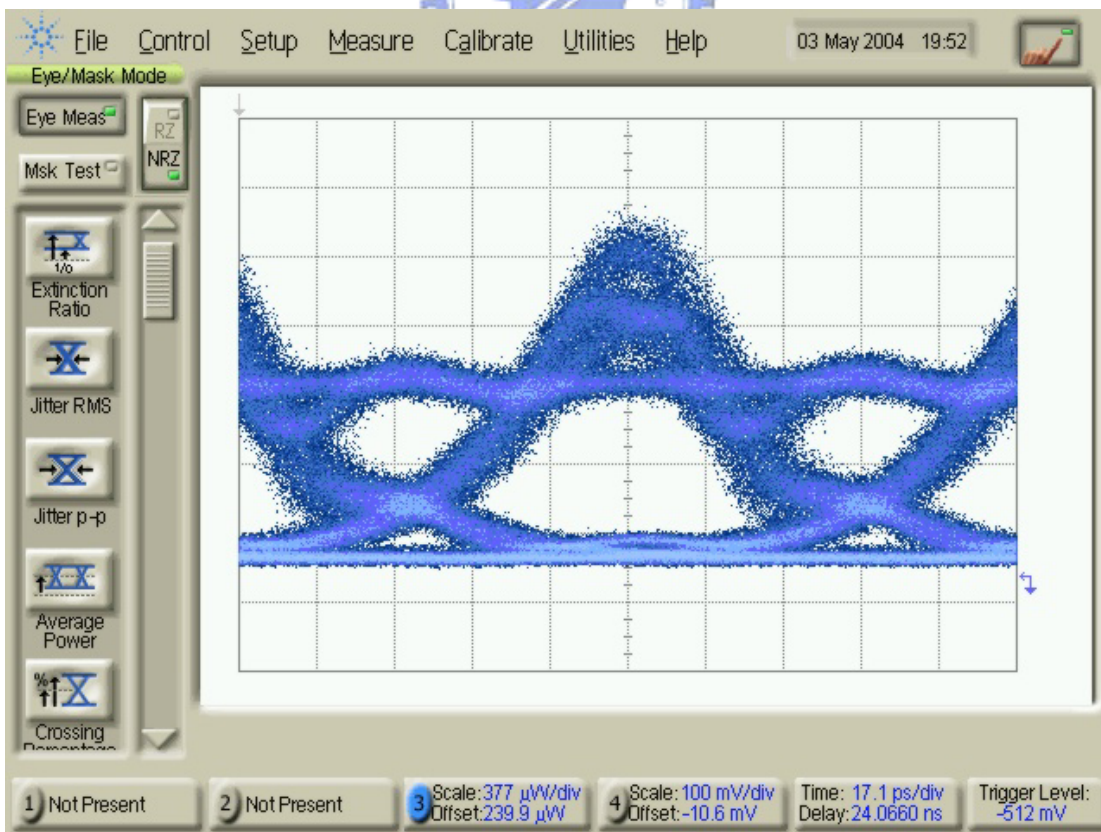 File Control Setup Measure Calibrate Utilities Help 03 May 2004 19:52
Eye/Mask Mode
Eye Meas
RZ
NRZ
Msk Test
1/0
Extinction
Ratio
Jitter RMS
Jitter p-p
Average
Power
%
Crossing
1 Not Present
2 Not Present
3 Scale:377 µW/div
Offset:239.9 µW
4 Scale:100 mV/div
Offset:-10.6 mV
Time: 17.1 ps/div
Delay:24.0660 ns
Trigger Level:
-512 mV